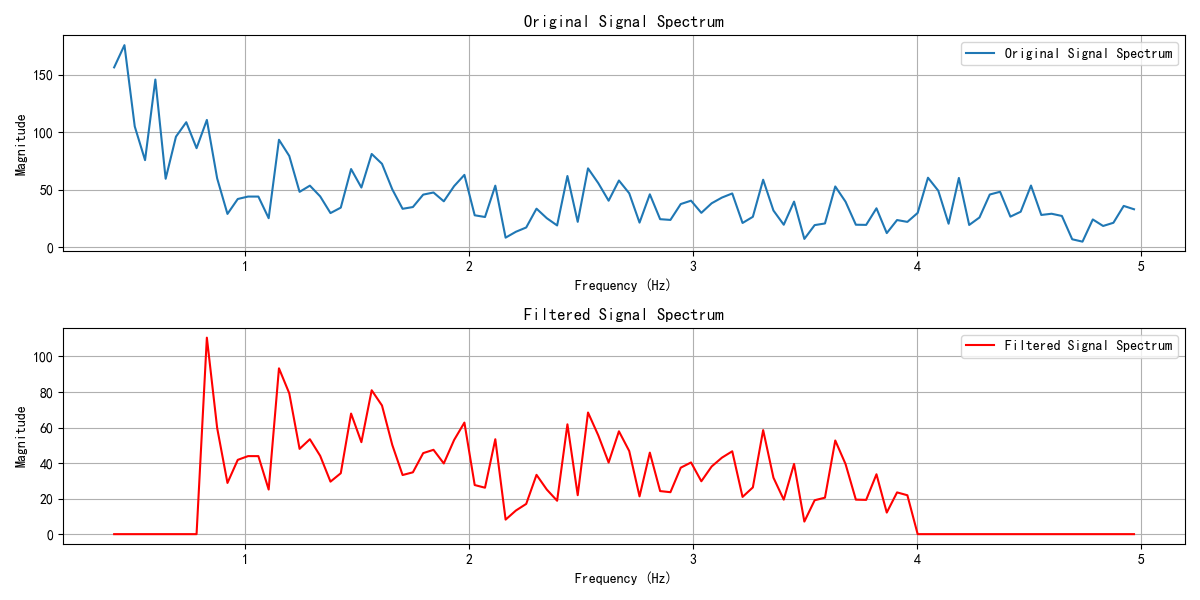 Original Signal Spectrum
Original Signal Spectrum
Magnitude
150
100
50
0
1 2 3 4 5
Frequency (Hz)
Filtered Signal Spectrum
Filtered Signal Spectrum
Magnitude
100
80
60
40
20
0
1 2 3 4 5
Frequency (Hz)